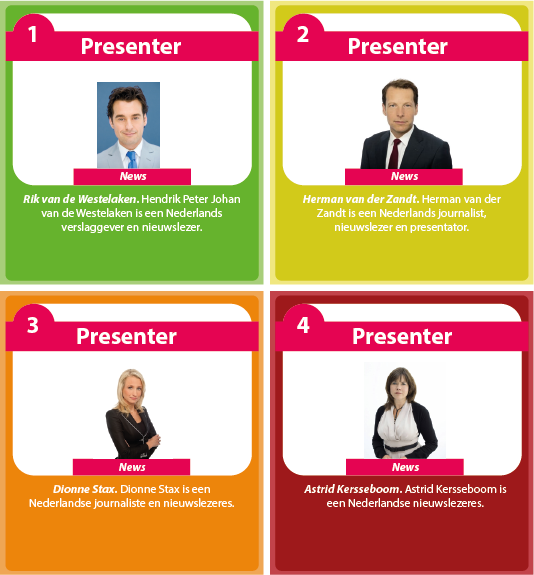 1
Presenter
News
Rik van de Westelaken. Hendrik Peter Johan
van de Westelaken is een Nederlands
verslaggever en nieuwslezer.
2
Presenter
News
Herman van der Zandt. Herman van der
Zandt is een Nederlands journalist,
nieuwslezer en presentator.
3
Presenter
News
Dionne Stax. Dionne Stax is een
Nederlandse journaliste en nieuwslezeres.
4
Presenter
News
Astrid Kersseboom. Astrid Kersseboom is
een Nederlandse nieuwslezeres.